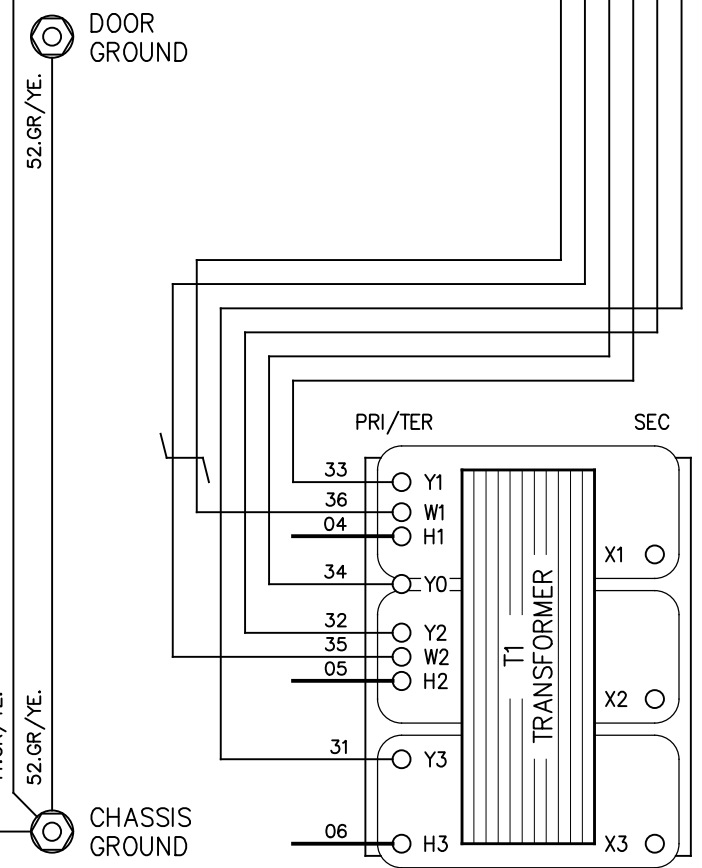 DOOR
GROUND
52.GR/YE.
PRI/TER
SEC
33
Y1
36
W1
04
H1
X1
34
Y0
32
Y2
35
W2
05
H2
X2
T1
TRANSFORMER
31
Y3
06
H3
X3
52.GR/YE.
CHASSIS
GROUND